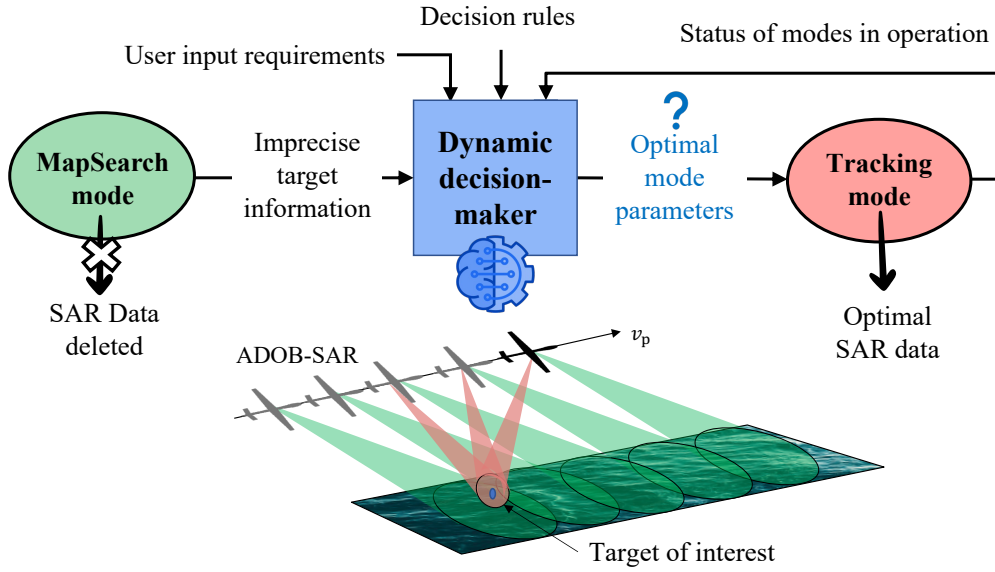 Decision rules
User input requirements
Status of modes in operation
MapSearch
mode
Imprecise
target
information
Dynamic
decision-
maker
?
Optimal
mode
parameters
Tracking
mode
SAR Data
deleted
Optimal
SAR data
ADOB-SAR
vₚ
Target of interest